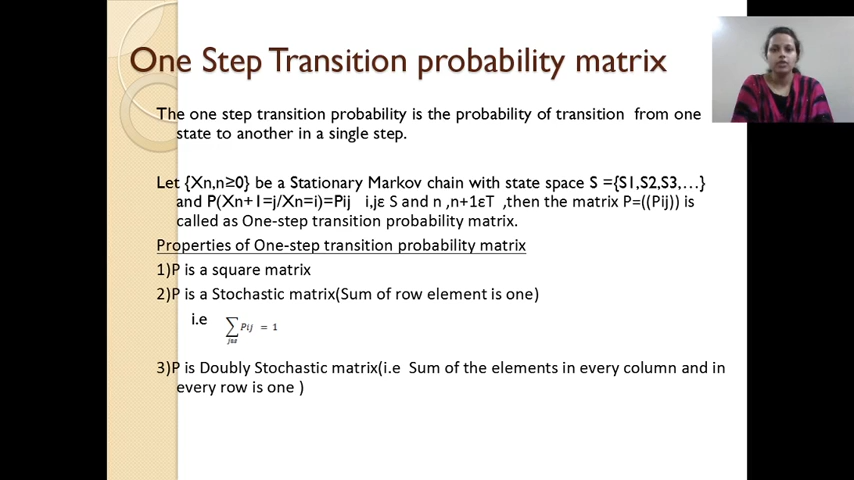 One Step Transition probability matrix
The one step transition probability is the probability of transition from one
state to another in a single step.
Let {Xn,n≥0} be a Stationary Markov chain with state space S ={S1,S2,S3,…}
and P(Xn+1=j/Xn=i)=Pij i,jε S and n ,n+1εT ,then the matrix P=((Pij)) is
called as One-step transition probability matrix.
Properties of One-step transition probability matrix
1)P is a square matrix
2)P is a Stochastic matrix(Sum of row element is one)
i.e ∑ Pij = 1
jεs
3)P is Doubly Stochastic matrix(i.e Sum of the elements in every column and in
every row is one )